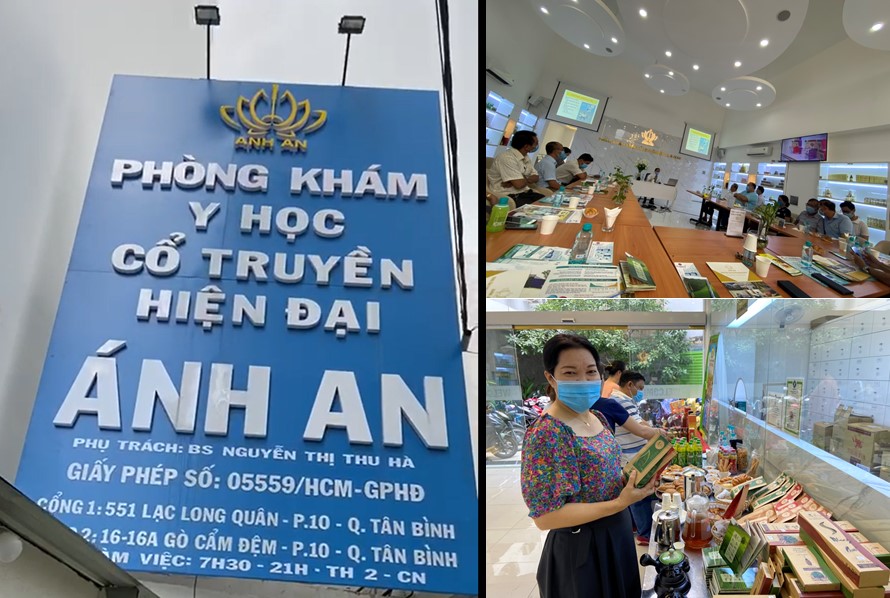 ANH AN
PHÒNG KHÁM
Y HỌC
CỔ TRUYỀN
HIỆN ĐẠI
ÁNH AN
PHỤ TRÁCH: BS NGUYỄN THỊ THU HÀ
GIẤY PHÉP SỐ: 05559/HCM-GPHĐ
CỔNG 1: 551 LẠC LONG QUÂN - P.10 - Q. TÂN BÌNH
2: 16-16A GÒ CẨM ĐỆM - P.10 - Q. TÂN BÌNH
VIỆC: 7H30 - 21H - TH 2 - CN